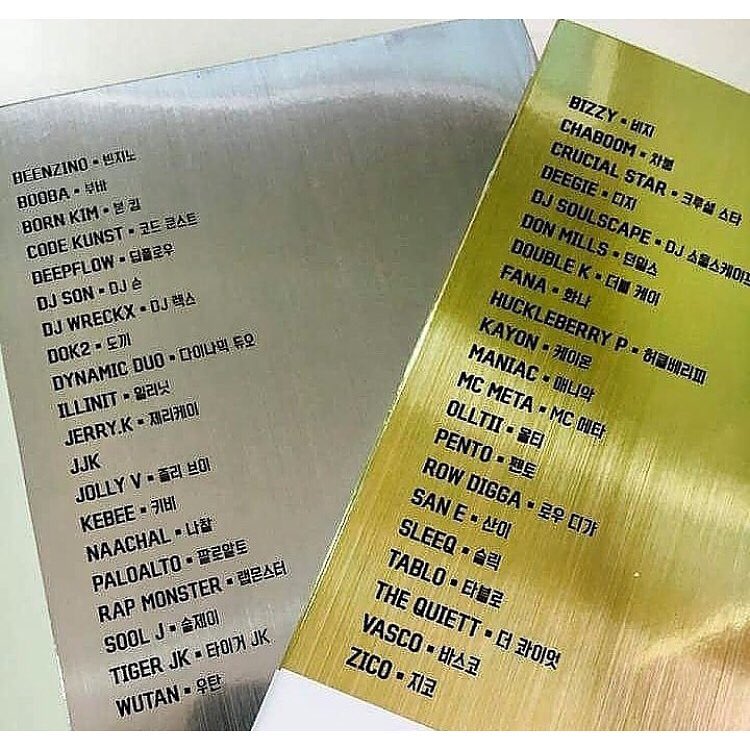 BEENZINO ▪ 빈지노
BOOBA ▪ 부바
BORN KIM ▪ 본 킴
CODE KUNST ▪ 코드 쿤스트
DEEPFLOW ▪ 딥플로우
DJ SON ▪ DJ 손
DJ WRECKX ▪ DJ 렉스
DOK2 ▪ 도끼
DYNAMIC DUO ▪ 다이나믹 듀오
ILLINIT ▪ 일리닛
JERRY.K ▪ 제리케이
JJK
JOLLY V ▪ 졸리 브이
KEBEE ▪ 키비
NAACHAL ▪ 나찰
PALOALTO ▪ 팔로알토
RAP MONSTER ▪ 랩몬스터
SOOL J ▪ 술제이
TIGER JK ▪ 타이거 JK
WUTAN ▪ 우탄
BIZZY ▪ 비지
CHABOOM ▪ 차붐
CRUCIAL STAR ▪ 크루셜 스타
DEEGIE ▪ 디지
DJ SOULSCAPE ▪ DJ 소울스케이프
DON MILLS ▪ 던밀스
DOUBLE K ▪ 더블 케이
FANA ▪ 화나
HUCKLEBERRY P ▪ 허클베리피
KAYON ▪ 케이온
MANIAC ▪ 매니악
MC META ▪ MC 메타
OLLTII ▪ 올티
PENTO ▪ 펜토
ROW DIGGA ▪ 로우 디가
SAN E ▪ 산이
SLEEQ ▪ 슬릭
TABLO ▪ 타블로
THE QUIETT ▪ 더 콰이엇
VASCO ▪ 바스코
ZICO ▪ 지코